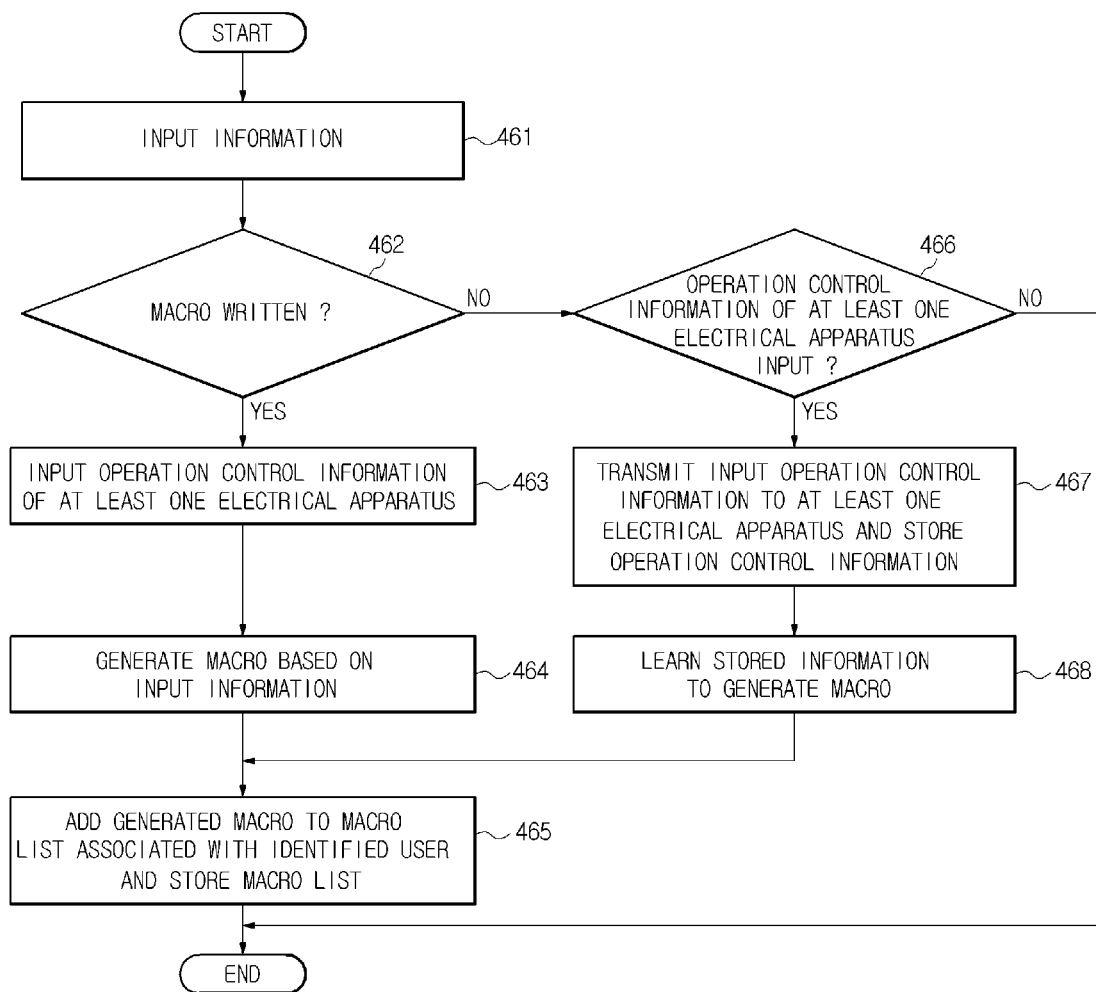 START
INPUT INFORMATION
461
462
MACRO WRITTEN ?
NO
466
OPERATION CONTROL
INFORMATION OF AT LEAST ONE
ELECTRICAL APPARATUS
INPUT ?
NO
YES
YES
INPUT OPERATION CONTROL INFORMATION
OF AT LEAST ONE ELECTRICAL APPARATUS
463
TRANSMIT INPUT OPERATION CONTROL
INFORMATION TO AT LEAST ONE
ELECTRICAL APPARATUS AND STORE
OPERATION CONTROL INFORMATION
467
GENERATE MACRO BASED ON
INPUT INFORMATION
464
LEARN STORED INFORMATION
TO GENERATE MACRO
468
ADD GENERATED MACRO TO MACRO
LIST ASSOCIATED WITH IDENTIFIED USER
AND STORE MACRO LIST
465
END